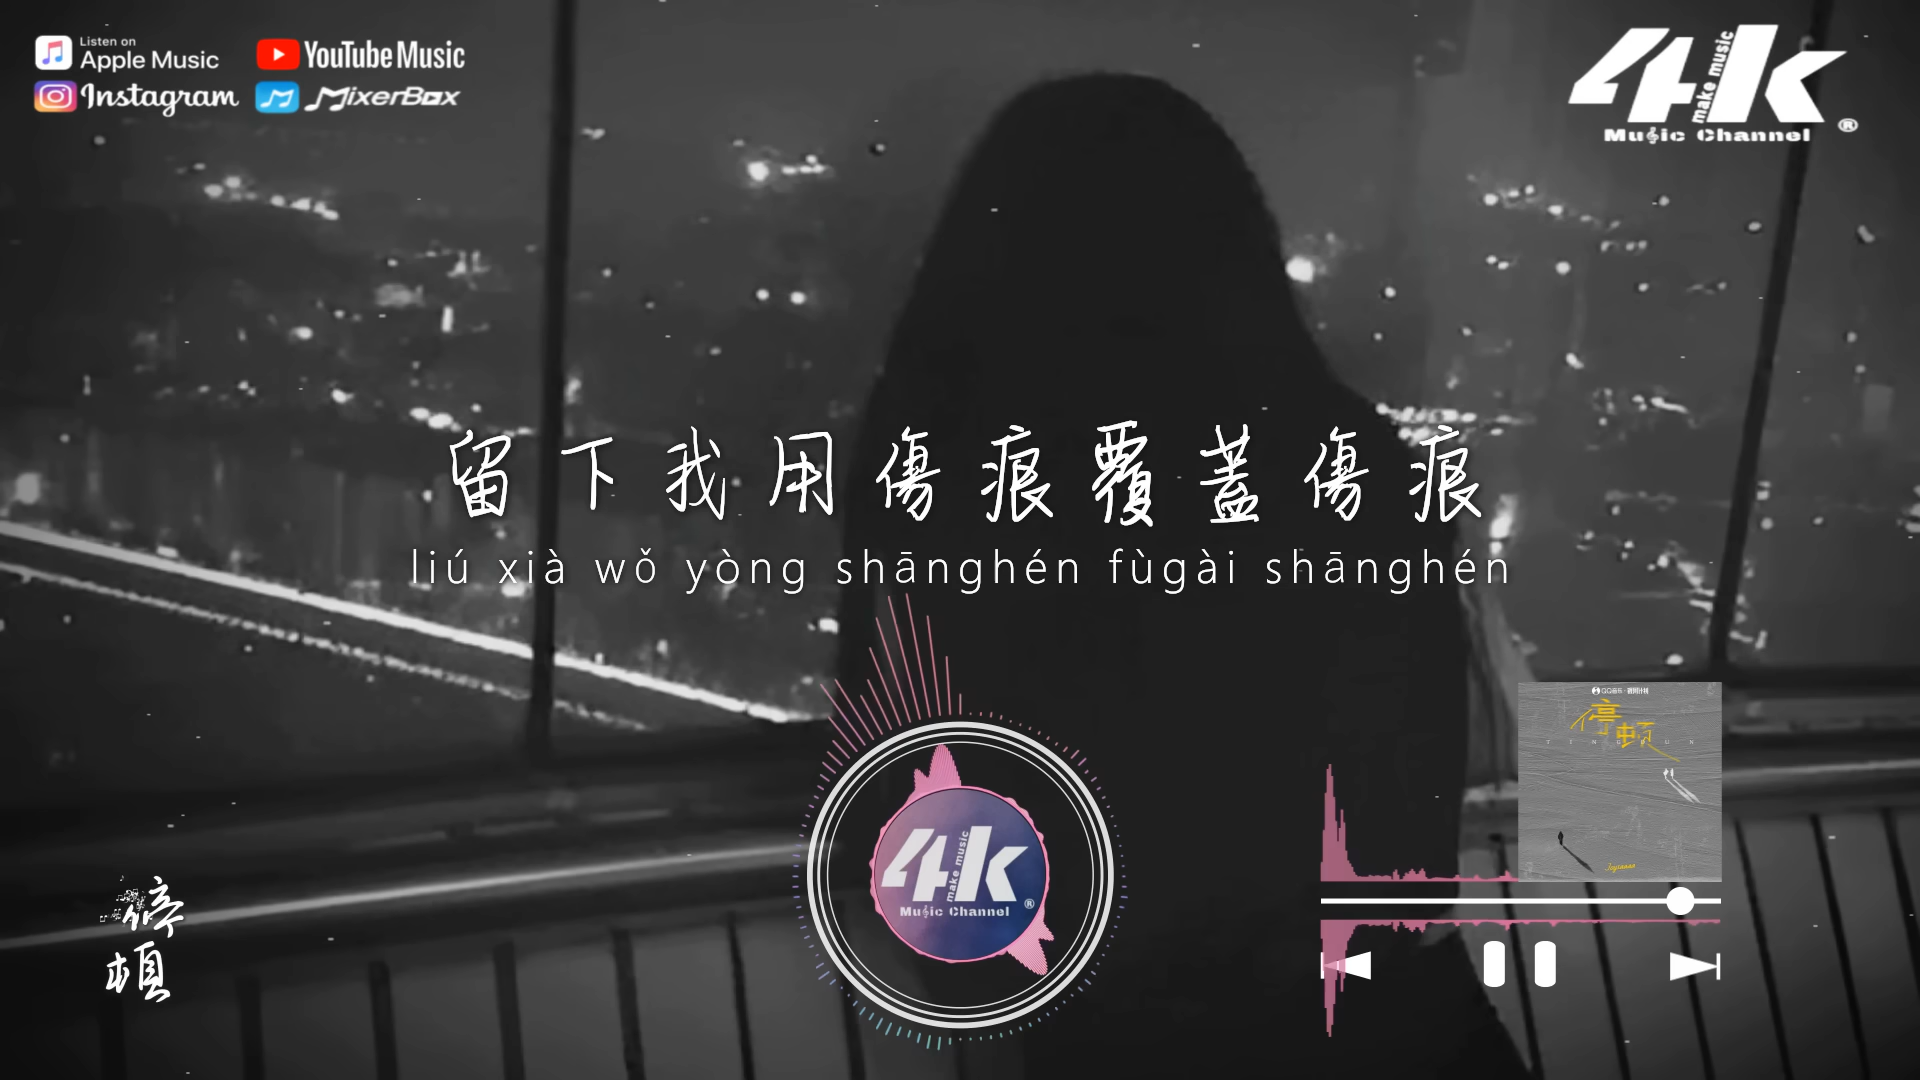 Listen on
Apple Music
YouTube Music
Instagram
MixerBox
4k
make music
Music Channel
®
留下我用傷痕覆蓋傷痕
liú xià wǒ yòng shānghén fùgài shānghén
停頓
4k
make music
Music Channel
®
停頓